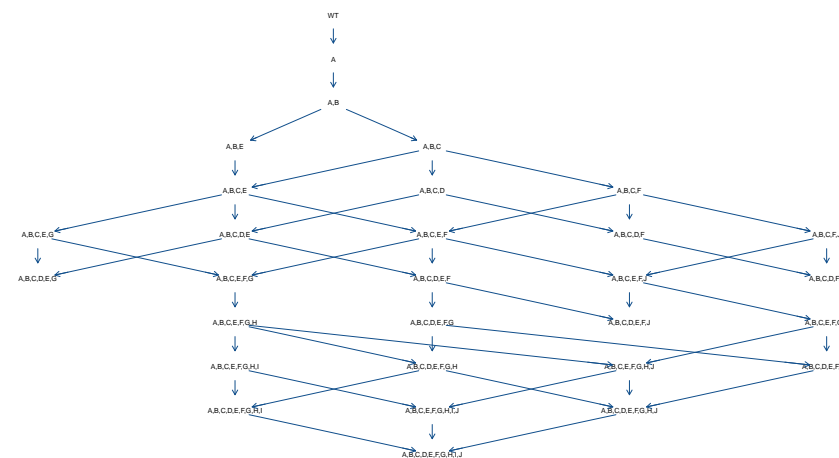 WT
A
A,B
A,B,E
A,B,C
A,B,C,E
A,B,C,D
A,B,C,F
A,B,C,E,G
A,B,C,D,E
A,B,C,E,F
A,B,C,D,F
A,B,C,F,
A,B,C,D,E,G
A,B,C,E,F,G
A,B,C,D,E,F
A,B,C,E,F,J
A,B,C,D,F
A,B,C,E,F,G,H
A,B,C,D,E,F,G
A,B,C,D,E,F,J
A,B,C,E,F,
A,B,C,E,F,G,H,I
A,B,C,D,E,F,G,H
A,B,C,E,F,G,H,J
A,B,C,D,E,F
A,B,C,D,E,F,G,H,I
A,B,C,E,F,G,H,I,J
A,B,C,D,E,F,G,H,J
A,B,C,D,E,F,G,H,I,J